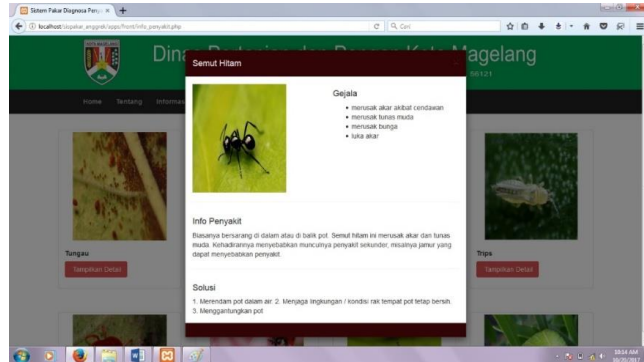 Sistem Pakar Diagnosa Penya
localhost/sispakar_anggrek/apps/front/info_penyakit.php
Cari
Magelang
56121
Home Tentang Informasi
Semut Hitam
Gejala
• merusak akar akibat cendawan
• merusak tunas muda
• merusak bunga
• luka akar
Info Penyakit
Biasanya bersarang di dalam atau di balik pot. Semut hitam ini merusak akar dan tunas
muda. Kehadirannya menyebabkan munculnya penyakit sekunder, misalnya jamur yang
dapat menyebabkan penyakit.
Solusi
1. Merendam pot dalam air. 2. Menjaga lingkungan / kondisi rak tempat pot tetap bersih.
3. Menggantungkan pot
Tungau
Tampilkan Detail
Trips
Tampilkan Detail